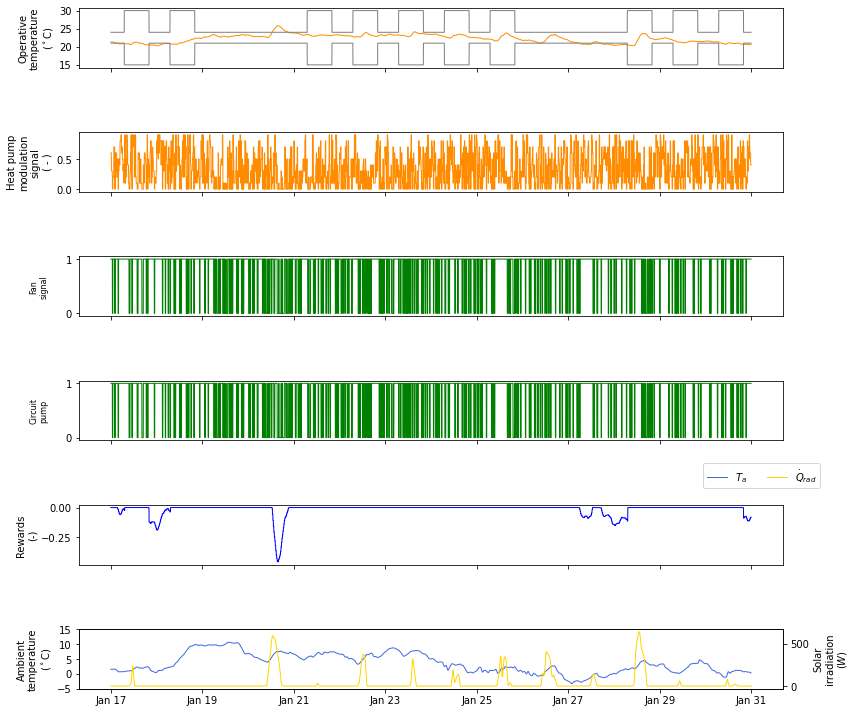 Operative
temperature
(°C)
30
25
20
15
Heat pump
modulation
signal
( - )
0.5
0.0
Fan
signal
1
0
Circuit
pump
1
0
T_a
Q̇_rad
Rewards
(-)
0.00
−0.25
Ambient
temperature
(°C)
15
10
5
0
−5
500
0
Solar
irradiation
(W)
Jan 17 Jan 19 Jan 21 Jan 23 Jan 25 Jan 27 Jan 29 Jan 31